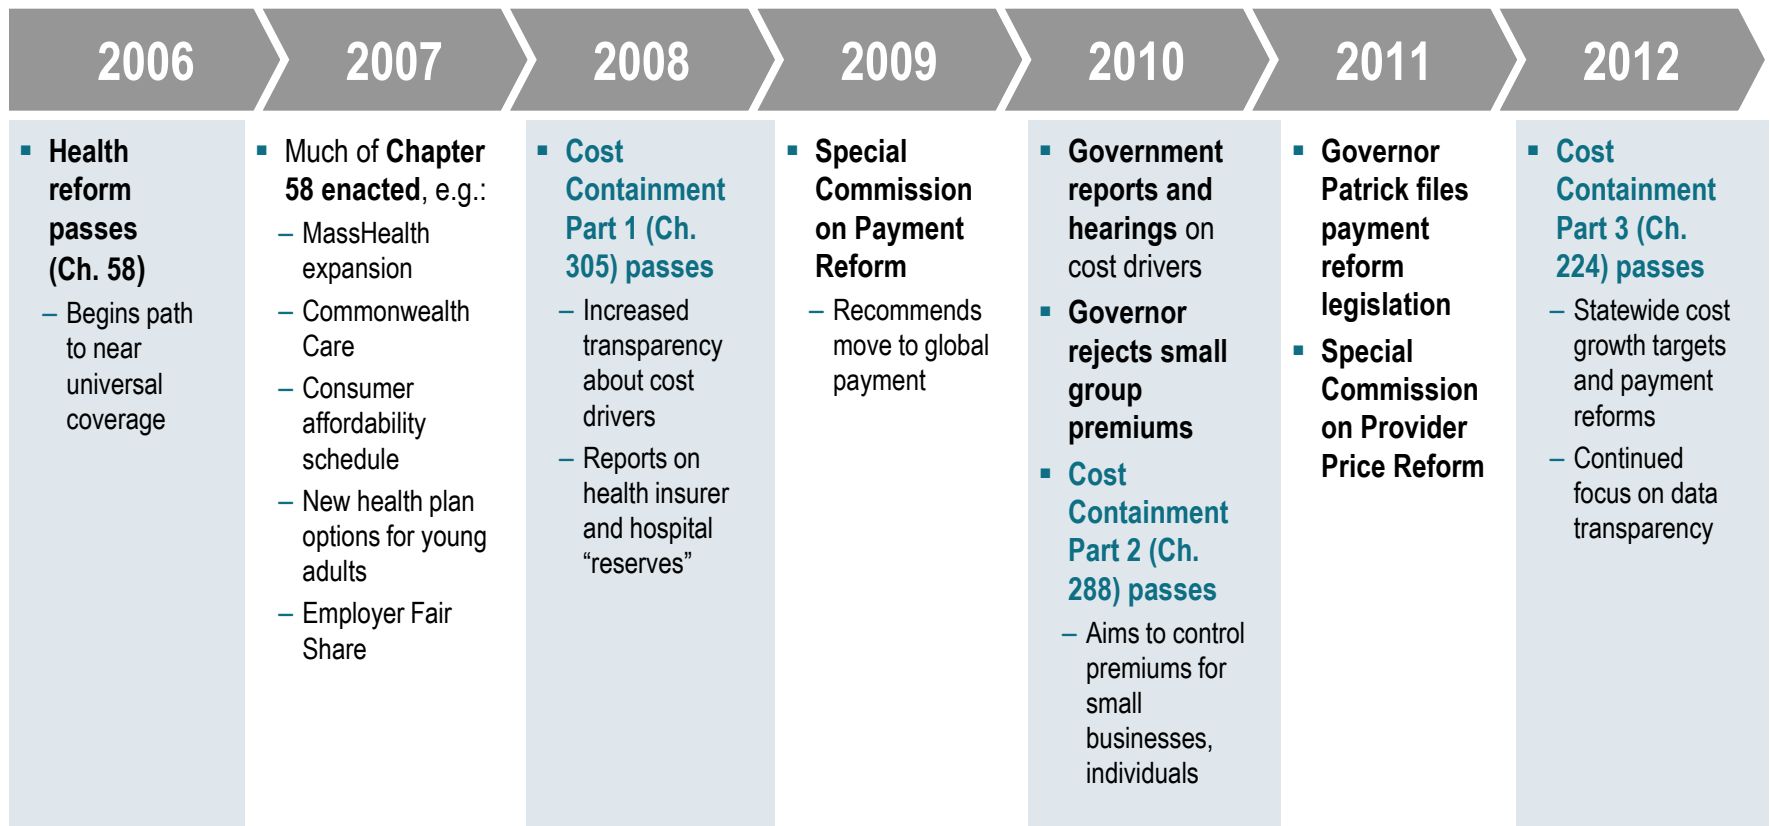 2006
2007
2008
2009
2010
2011
2012
▪ Health
reform
passes
(Ch. 58)
– Begins path
to near
universal
coverage
▪ Much of Chapter
58 enacted, e.g.:
– MassHealth
expansion
– Commonwealth
Care
– Consumer
affordability
schedule
– New health plan
options for young
adults
– Employer Fair
Share
▪ Cost
Containment
Part 1 (Ch.
305) passes
– Increased
transparency
about cost
drivers
– Reports on
health insurer
and hospital
“reserves”
▪ Special
Commission
on Payment
Reform
– Recommends
move to global
payment
▪ Government
reports and
hearings on
cost drivers
▪ Governor
rejects small
group
premiums
▪ Cost
Containment
Part 2 (Ch.
288) passes
– Aims to control
premiums for
small
businesses,
individuals
▪ Governor
Patrick files
payment
reform
legislation
▪ Special
Commission
on Provider
Price Reform
▪ Cost
Containment
Part 3 (Ch.
224) passes
– Statewide cost
growth targets
and payment
reforms
– Continued
focus on data
transparency